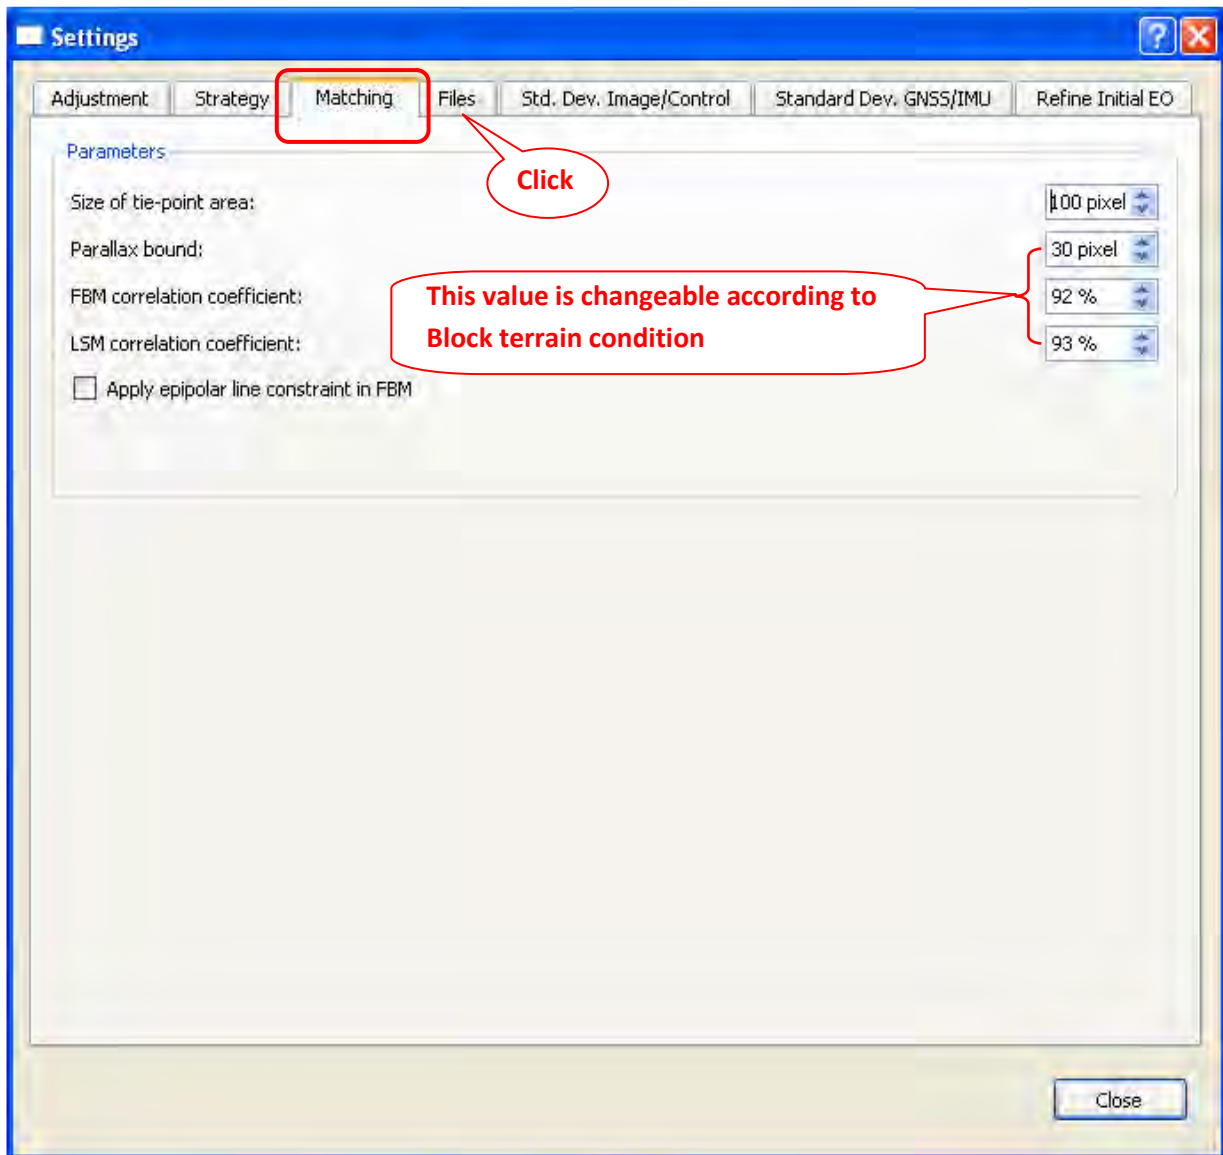 Settings
Adjustment Strategy Matching Files Std. Dev. Image/Control Standard Dev. GNSS/IMU Refine Initial EO
Click
Parameters
Size of tie-point area: 100 pixel
Parallax bound: 30 pixel
FBM correlation coefficient: 92 %
LSM correlation coefficient: 93 %
This value is changeable according to
Block terrain condition
Apply epipolar line constraint in FBM
Close